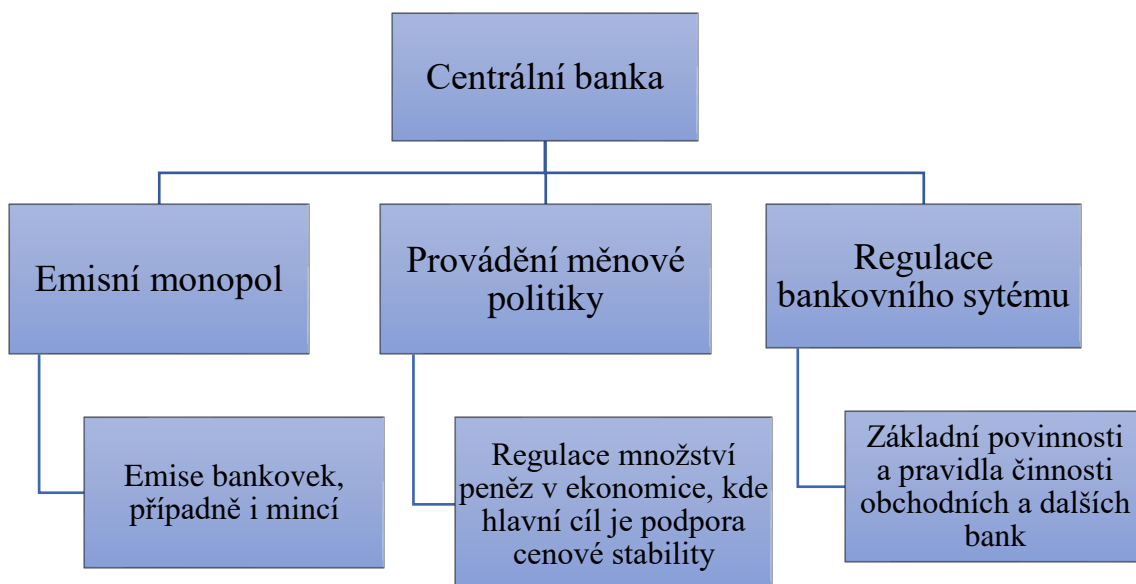 Centrální banka
Emisní monopol
Provádění měnové
politiky
Regulace
bankovního sytému
Emise bankovek,
případně i mincí
Regulace množství
peněz v ekonomice, kde
hlavní cíl je podpora
cenové stability
Základní povinnosti
a pravidla činnosti
obchodních a dalších
bank